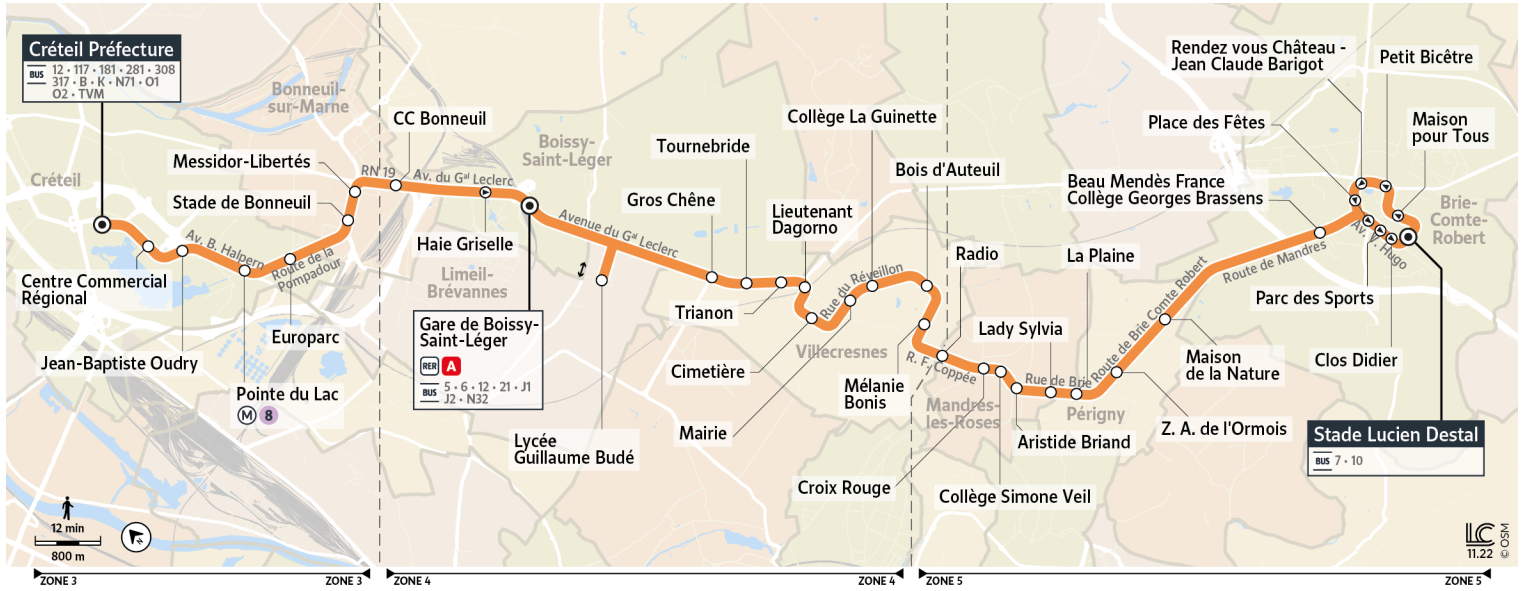 Créteil Préfecture
BUS 12 • 117 • 181 • 281 • 308
317 • B • K • N71 • O1
O2 • TVM
Bonneuil-
sur-Marne
CC Bonneuil
Messidor-Libertés
Créteil
Stade de Bonneuil
RN 19
Av. du Gal Leclerc
Boissy-
Saint-Léger
Haie Griselle
Av. B. Halpern
Route de la
Pompadour
Centre Commercial
Régional
Jean-Baptiste Oudry
Europarc
Pointe du Lac
M 8
Limeil-
Brévannes
Gare de Boissy-
Saint-Léger
RER A
BUS 5 • 6 • 12 • 21 • J1
J2 • N32
Avenue du Gal Leclerc
Lycée
Guillaume Budé
Gros Chêne
Tournebride
Trianon
Lieutenant
Dagorno
Collège La Guinette
Cimetière
Mairie
Rue du Réveillon
Villecresnes
Bois d'Auteuil
Mélanie
Bonis
R. F. Coppée
Radio
Croix Rouge
Mandres-
les-Roses
Collège Simone Veil
Aristide Briand
Lady Sylvia
Rue de Brie
La Plaine
Périgny
Route de Brie Comte Robert
Z. A. de l'Ormois
Maison
de la Nature
Route de Mandres
Beau Mendès France
Collège Georges Brassens
Place des Fêtes
Rendez vous Château -
Jean Claude Barigot
Petit Bicêtre
Maison
pour Tous
Brie-
Comte-
Robert
Av. V. Hugo
Parc des Sports
Clos Didier
Stade Lucien Destal
BUS 7 • 10
12 min
800 m
LC
11.22
© OSM
ZONE 3
ZONE 3
ZONE 4
ZONE 4
ZONE 5
ZONE 5